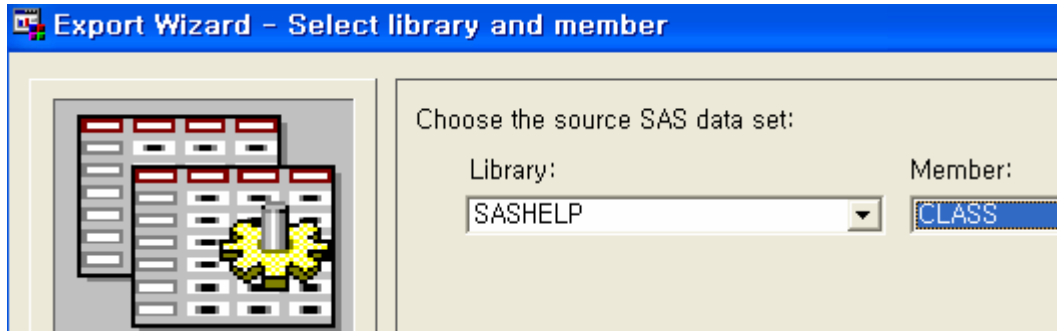 Export Wizard - Select library and member
Choose the source SAS data set:
Library: Member:
SASHELP CLASS